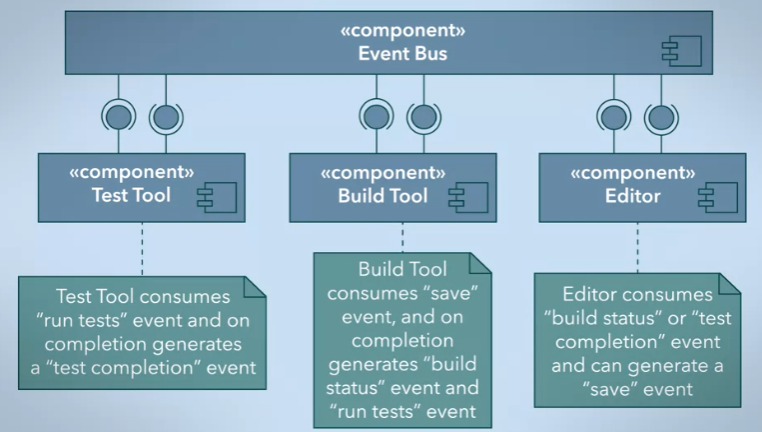 «component»
Event Bus
«component»
Test Tool
«component»
Build Tool
«component»
Editor
Test Tool consumes
“run tests” event and on
completion generates
a “test completion” event
Build Tool
consumes “save”
event, and on
completion
generates “build
status” event and
“run tests” event
Editor consumes
“build status” or “test
completion” event
and can generate a
“save” event